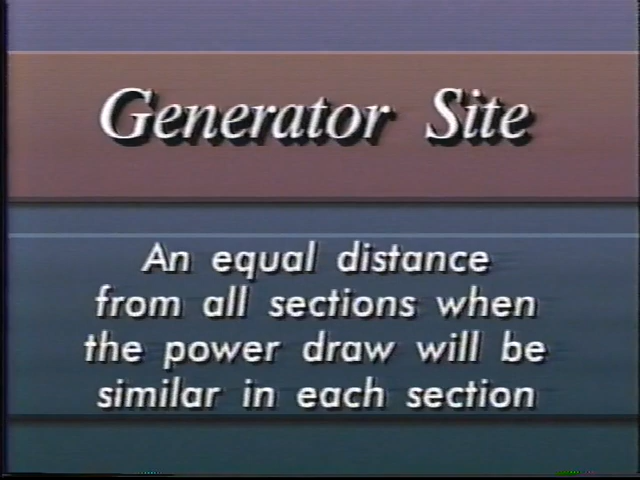 Generator Site
An equal distance
from all sections when
the power draw will be
similar in each section